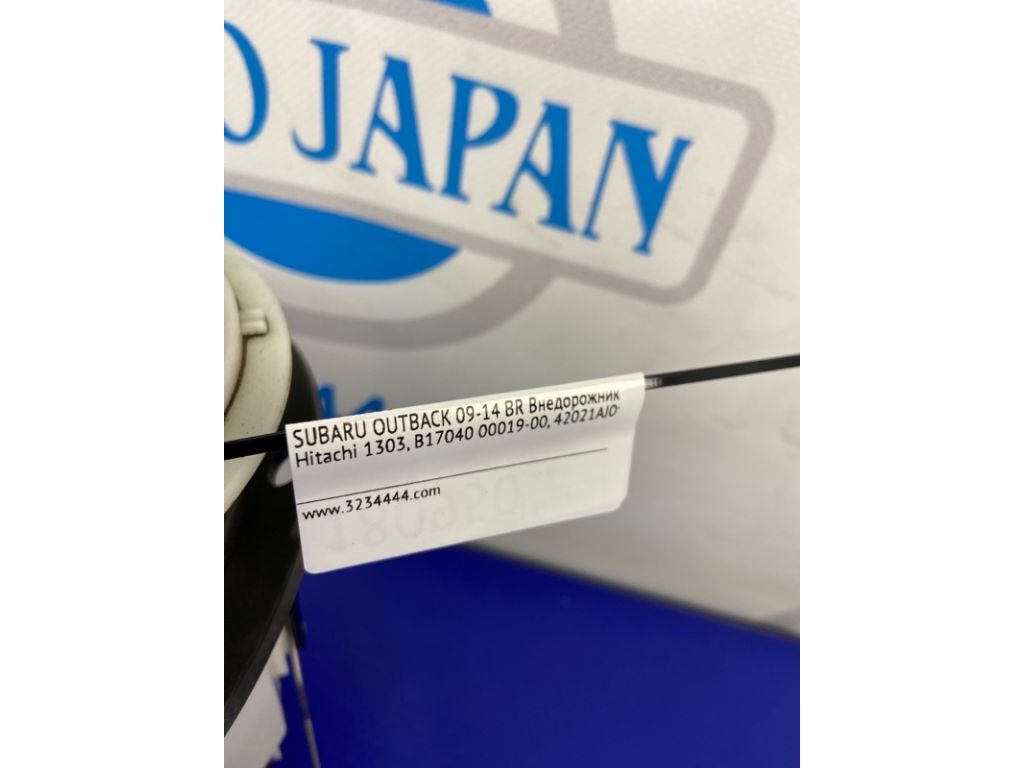 O JAPAN
SUBARU OUTBACK 09-14 BR Внедорожник
Hitachi 1303, B17040 00019-00, 42021AJ0
www.3234444.com